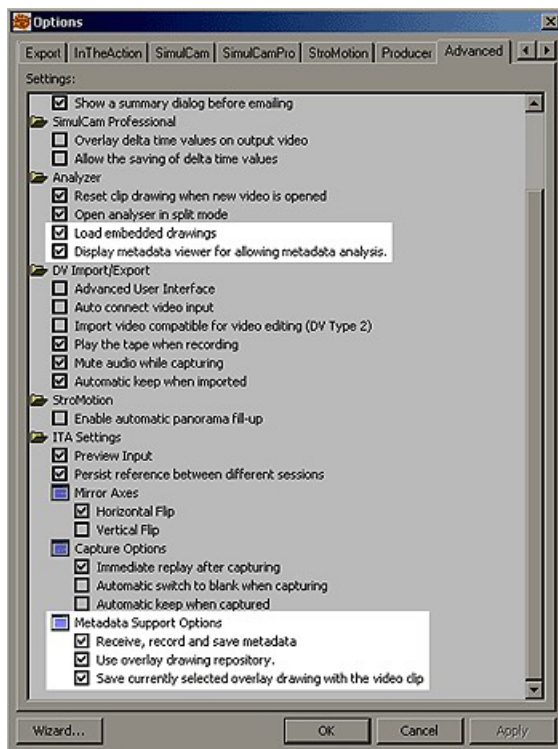 Options
Export InTheAction SimulCam SimulCamPro StroMotion Producer Advanced
Settings:
Show a summary dialog before emailing
SimulCam Professional
Overlay delta time values on output video
Allow the saving of delta time values
Analyzer
Reset clip drawing when new video is opened
Open analyser in split mode
Load embedded drawings
Display metadata viewer for allowing metadata analysis.
DV Import/Export
Advanced User Interface
Auto connect video input
Import video compatible for video editing (DV Type 2)
Play the tape when recording
Mute audio while capturing
Automatic keep when imported
StroMotion
Enable automatic panorama fill-up
ITA Settings
Preview Input
Persist reference between different sessions
Mirror Axes
Horizontal Flip
Vertical Flip
Capture Options
Immediate replay after capturing
Automatic switch to blank when capturing
Automatic keep when captured
Metadata Support Options
Receive, record and save metadata
Use overlay drawing repository.
Save currently selected overlay drawing with the video clip
Wizard... OK Cancel Apply